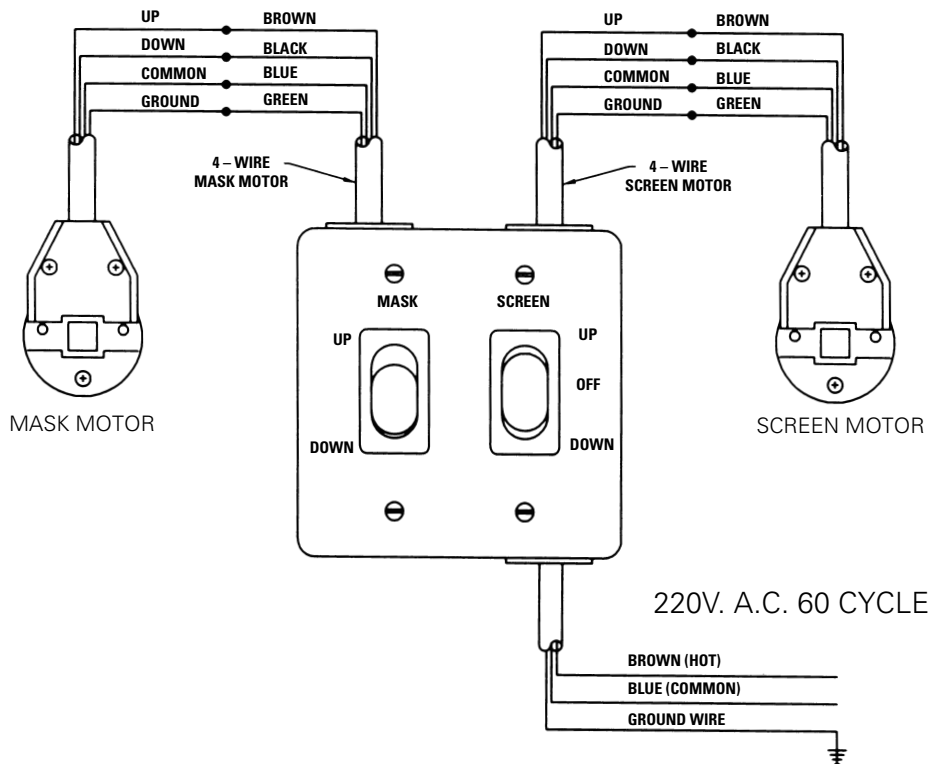 UP BROWN
DOWN BLACK
COMMON BLUE
GROUND GREEN
4 – WIRE
MASK MOTOR
UP BROWN
DOWN BLACK
COMMON BLUE
GROUND GREEN
4 – WIRE
SCREEN MOTOR
MASK MOTOR
MASK
UP
DOWN
SCREEN
UP
OFF
DOWN
SCREEN MOTOR
220V. A.C. 60 CYCLE
BROWN (HOT)
BLUE (COMMON)
GROUND WIRE